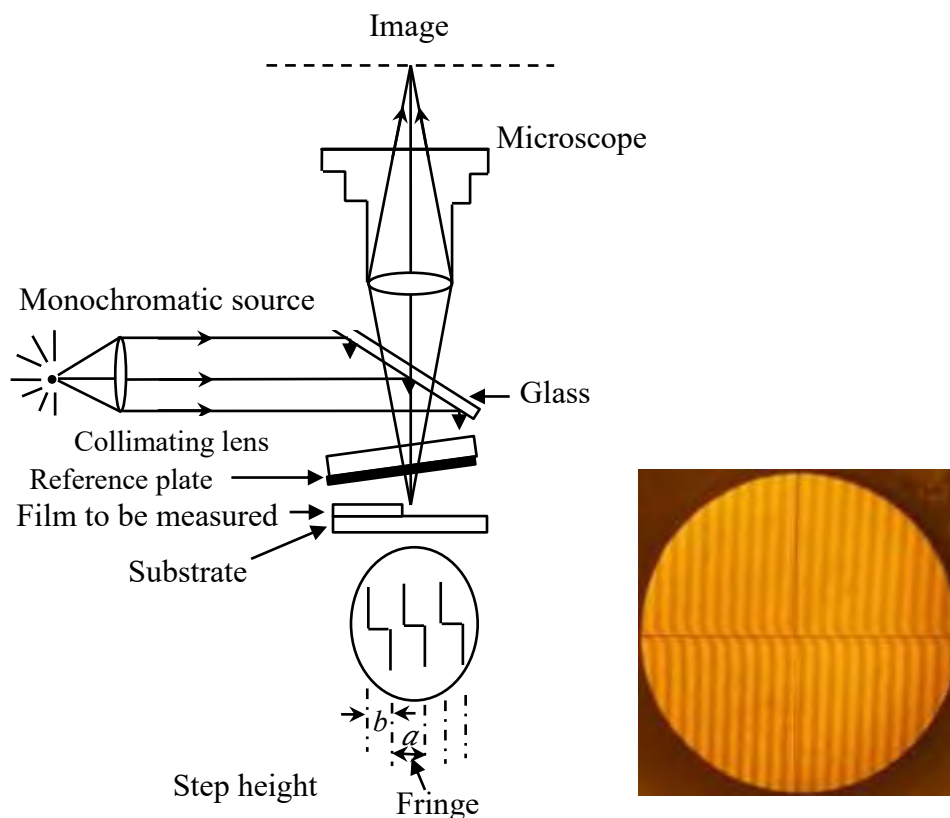 Image
Microscope
Monochromatic source
Glass
Collimating lens
Reference plate
Film to be measured
Substrate
b
a
Step height
Fringe